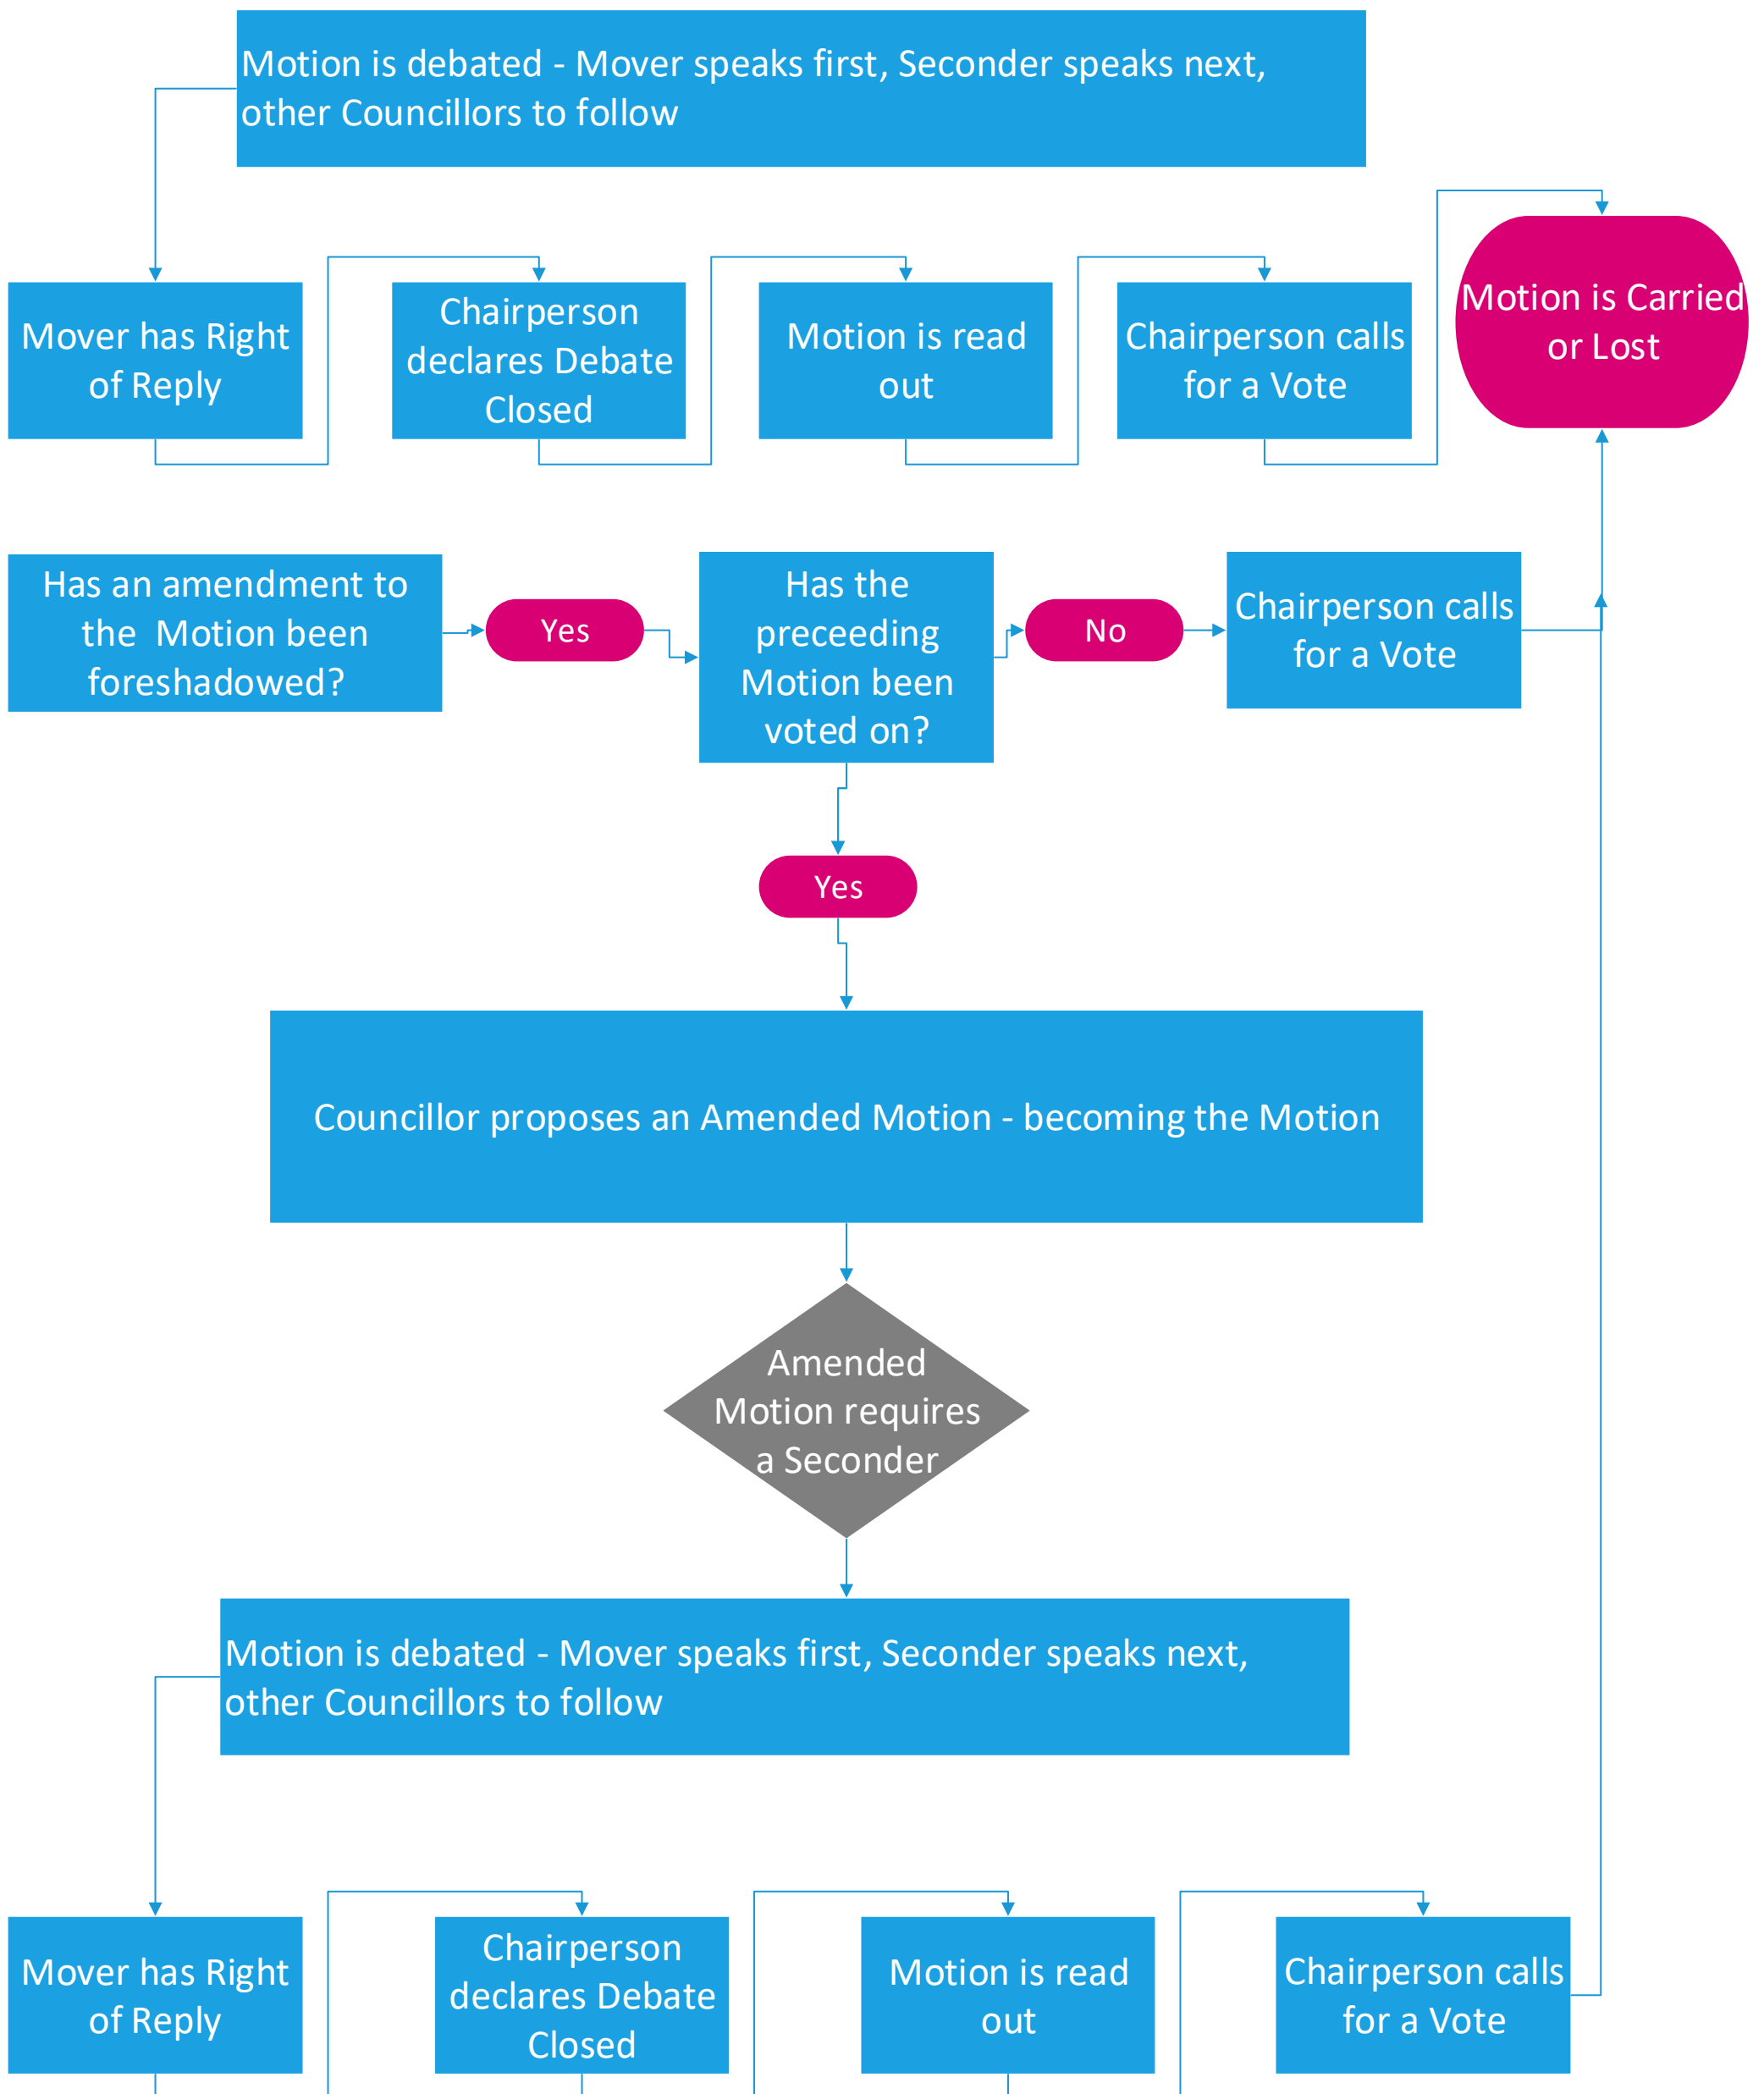 Motion is debated - Mover speaks first, Seconder speaks next,
other Councillors to follow
Mover has Right
of Reply
Chairperson
declares Debate
Closed
Motion is read
out
Chairperson calls
for a Vote
Motion is Carried
or Lost
Has an amendment to
the Motion been
foreshadowed?
Yes
Has the
preceeding
Motion been
voted on?
No
Chairperson calls
for a Vote
Yes
Councillor proposes an Amended Motion - becoming the Motion
Amended
Motion requires
a Seconder
Motion is debated - Mover speaks first, Seconder speaks next,
other Councillors to follow
Mover has Right
of Reply
Chairperson
declares Debate
Closed
Motion is read
out
Chairperson calls
for a Vote